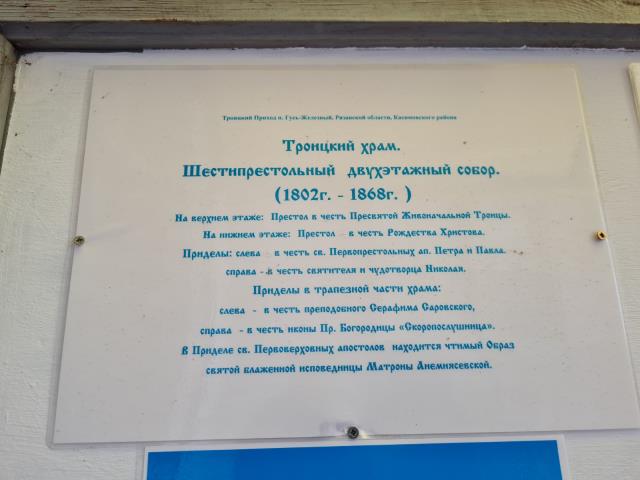 Троицкий Приход п. Гусь-Железный, Рязанской области, Касимовского района
Троицкий храм.
Шестипрестольный двухэтажный собор.
(1802г. - 1868г. )
На верхнем этаже: Престол в честь Пресвятой Живоначальной Троицы.
На нижнем этаже: Престол - в честь Рождества Христова.
Приделы: слева - в честь св. Первопрестольных ап. Петра и Павла.
справа - в честь святителя и чудотворца Николая.
Приделы в трапезной части храма:
слева - в честь преподобного Серафима Саровского,
справа - в честь иконы Пр. Богородицы «Скоропослушница».
В Приделе св. Первоверховных апостолов находится чтимый Образ
святой блаженной исповедницы Матроны Анемнясевской.